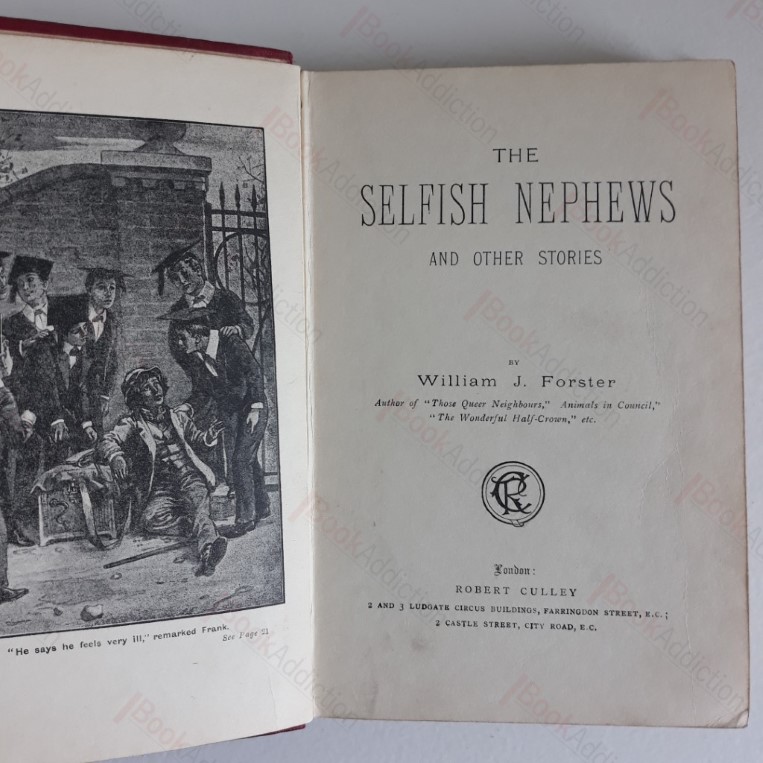 "He says he feels very ill," remarked Frank.
See Page 21
THE
SELFISH NEPHEWS
AND OTHER STORIES
BY
William J. Forster
Author of "Those Queer Neighbours," Animals in Council,"
"The Wonderful Half-Crown," etc.
CR
London:
ROBERT CULLEY
2 AND 3 LUDGATE CIRCUS BUILDINGS, FARRINGDON STREET, E.C.;
2 CASTLE STREET, CITY ROAD, E.C.
BookAddiction